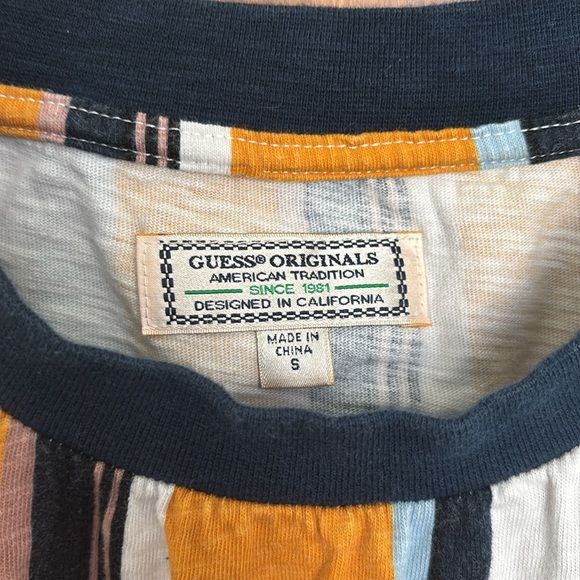 GUESS® ORIGINALS
AMERICAN TRADITION
SINCE 1981
DESIGNED IN CALIFORNIA
MADE IN
CHINA
S